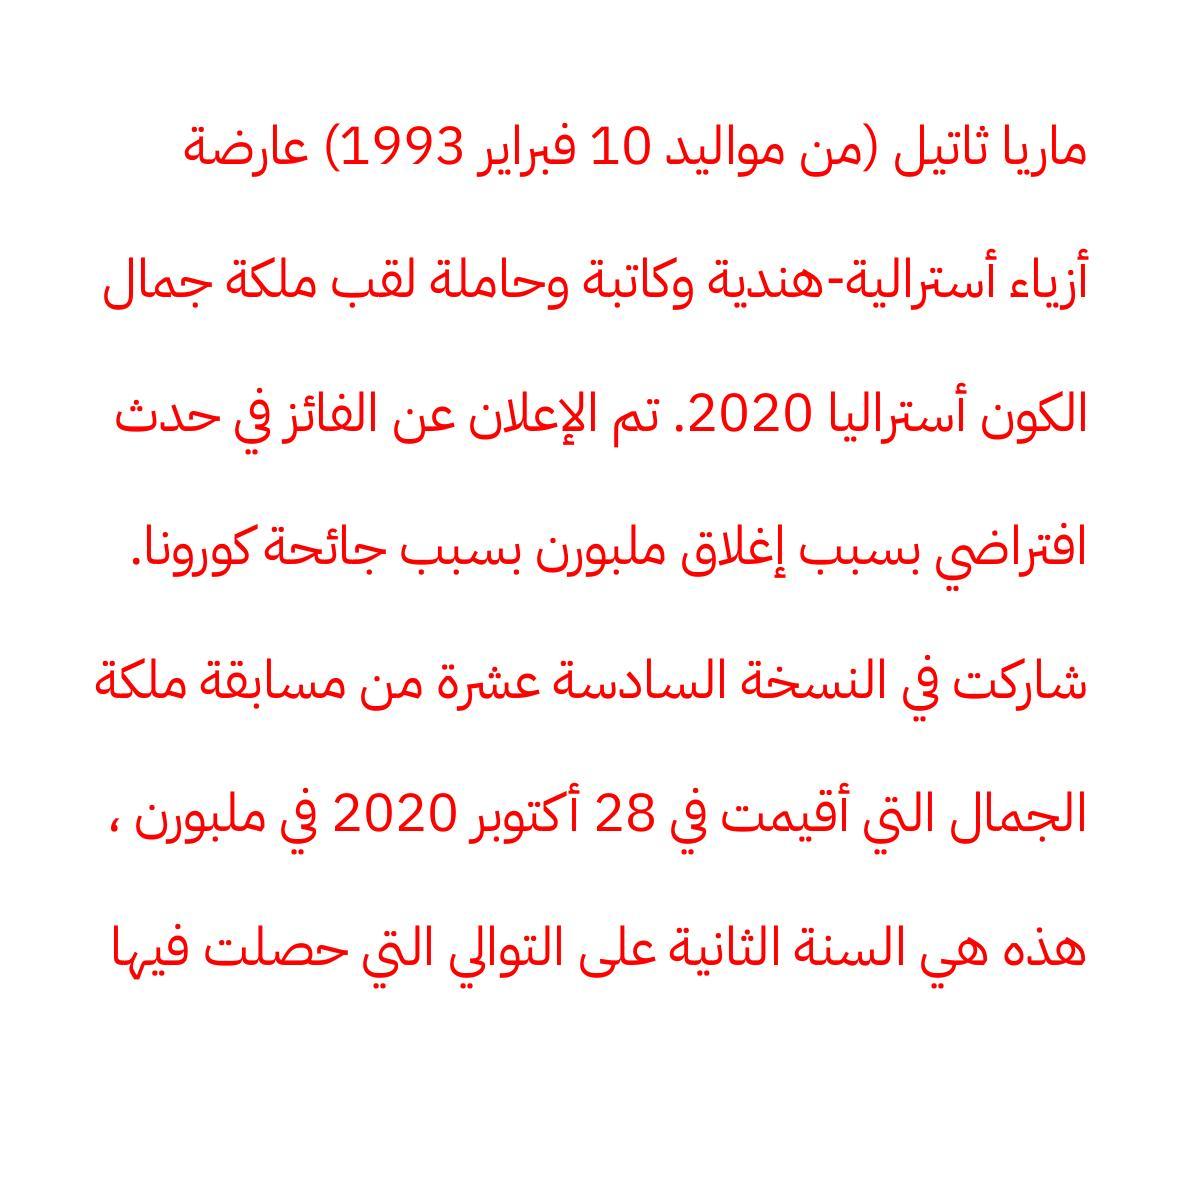 ماريا ثاتيل (من مواليد 10 فبراير 1993) عارضة
أزياء أسترالية-هندية وكاتبة وحاملة لقب ملكة جمال
الكون أستراليا 2020. تم الإعلان عن الفائز في حدث
افتراضي بسبب إغلاق ملبورن بسبب جائحة كورونا.
شاركت في النسخة السادسة عشرة من مسابقة ملكة
الجمال التي أقيمت في 28 أكتوبر 2020 في ملبورن ،
هذه هي السنة الثانية على التوالي التي حصلت فيها